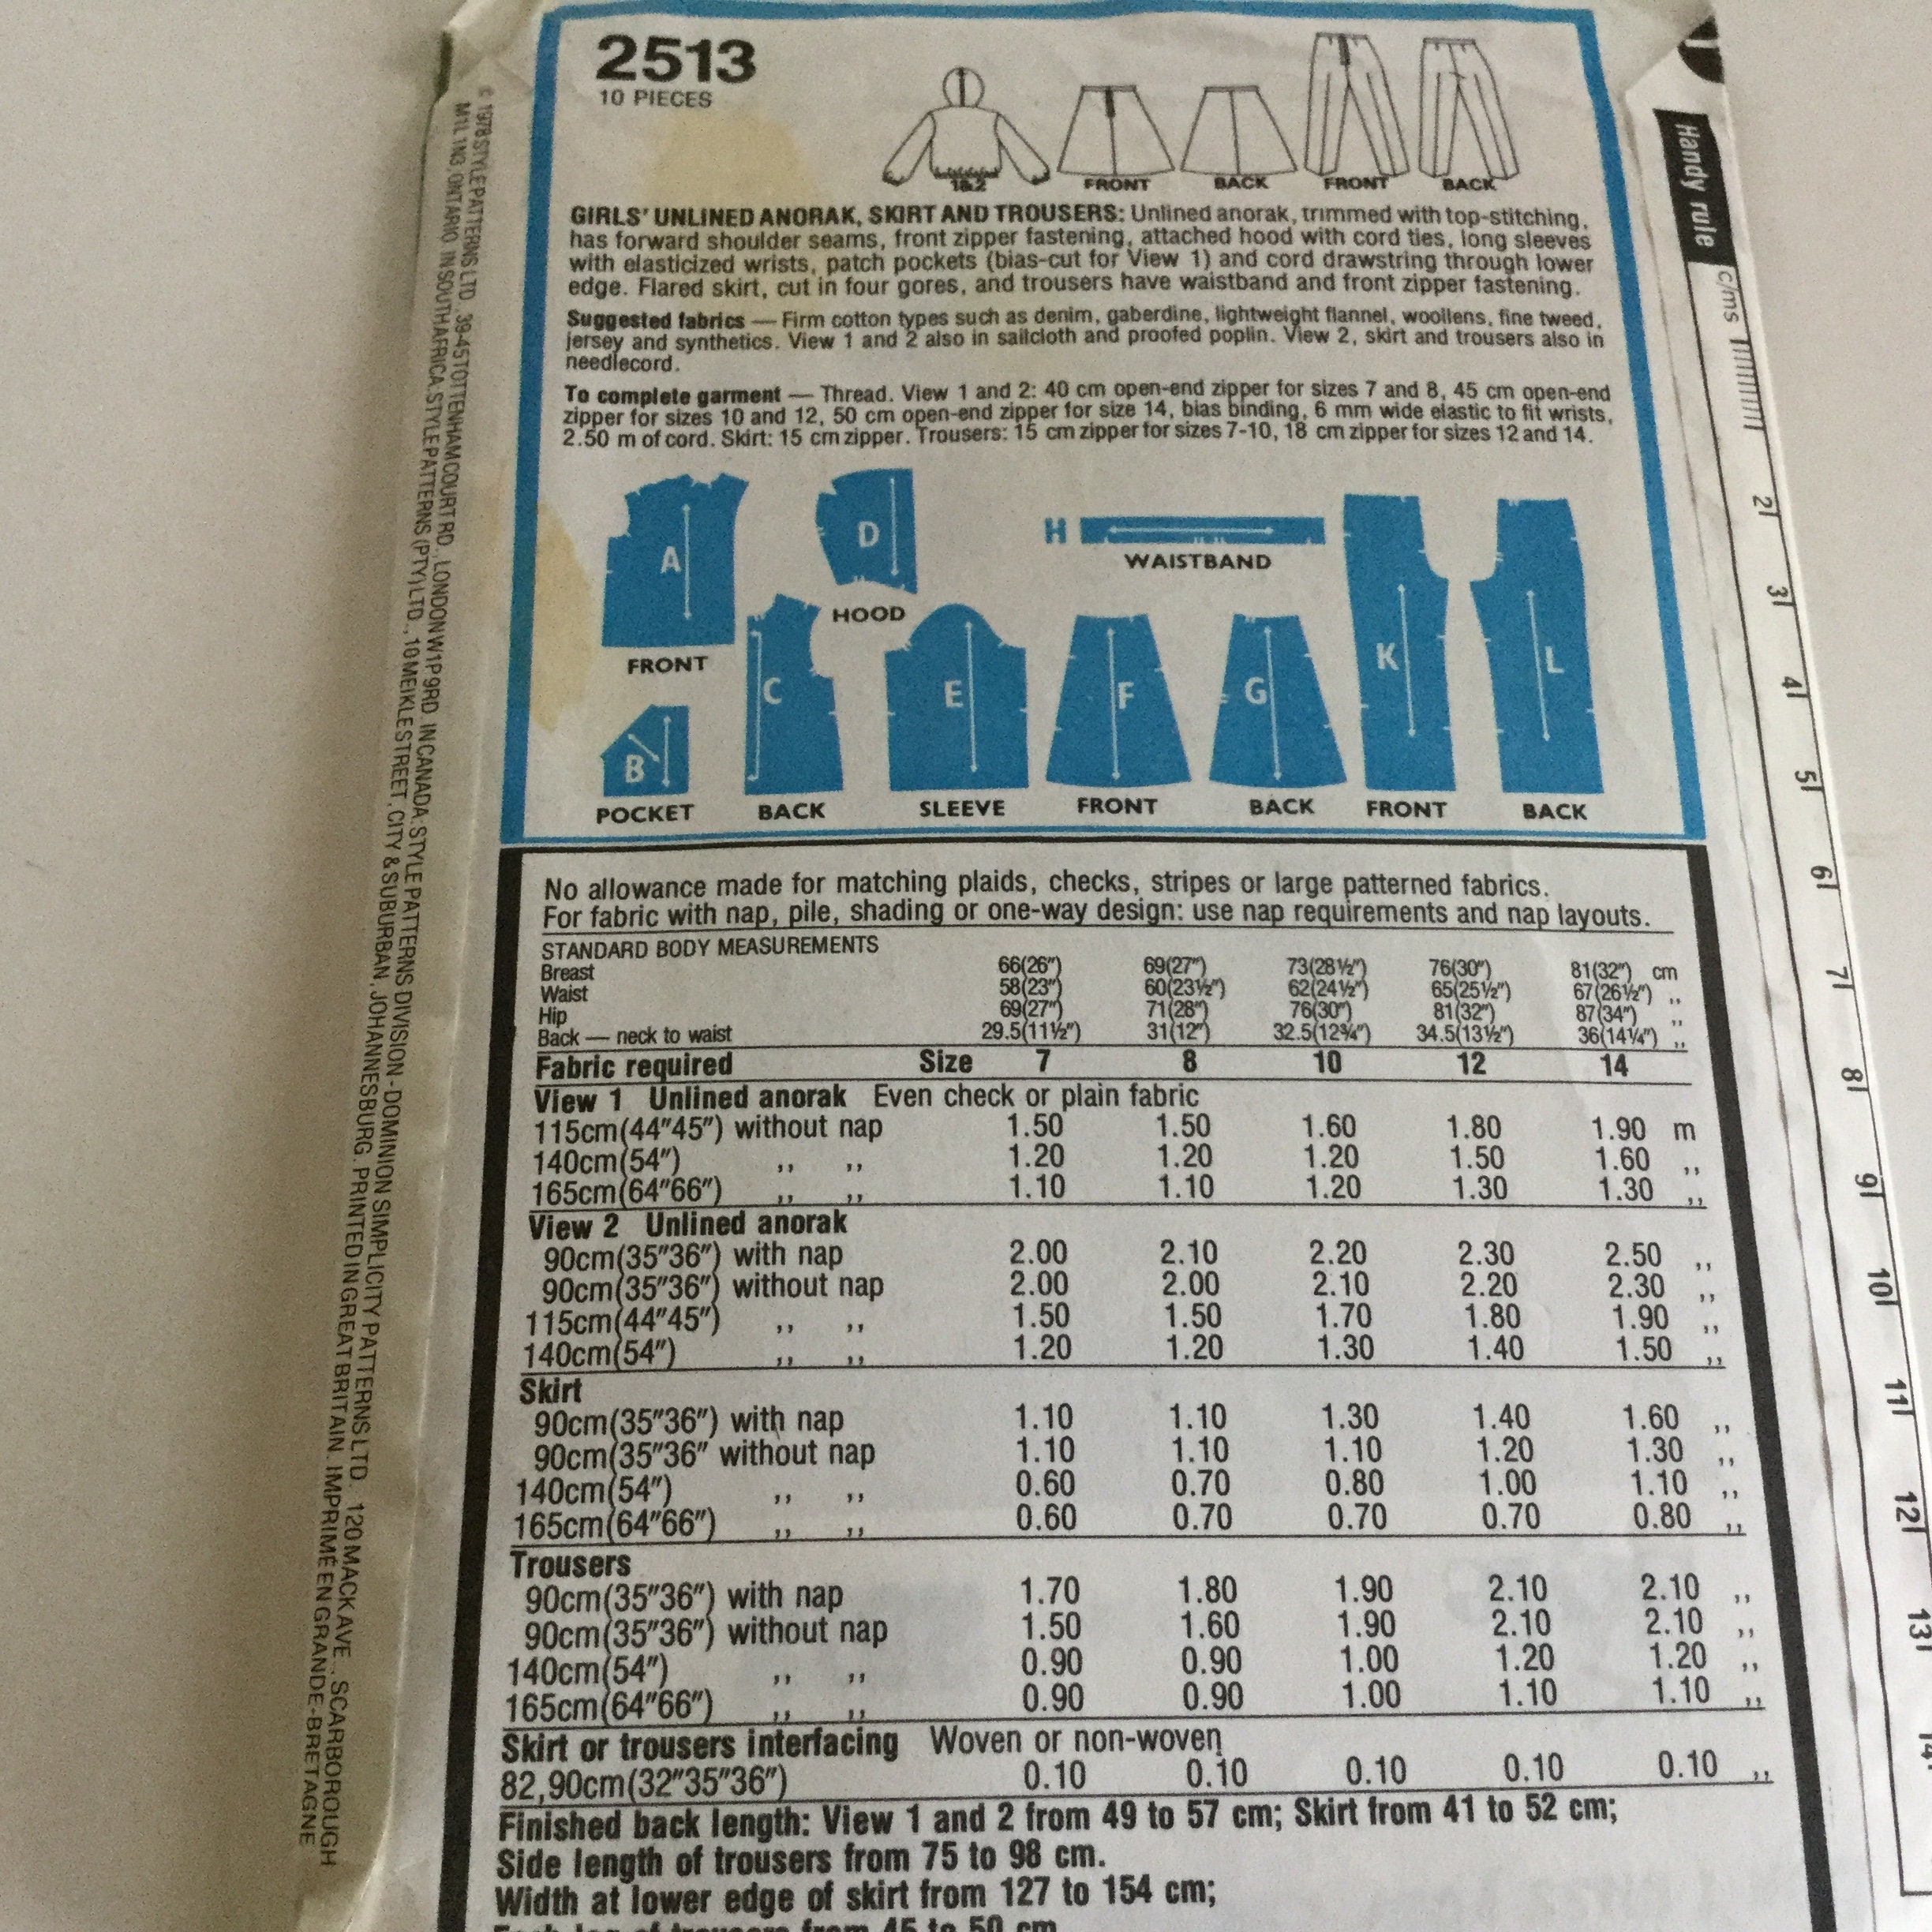 2513
10 PIECES
1&2
FRONT
BACK
FRONT
BACK
GIRLS' UNLINED ANORAK, SKIRT AND TROUSERS: Unlined anorak, trimmed with top-stitching,
has forward shoulder seams, front zipper fastening, attached hood with cord ties, long sleeves
with elasticized wrists, patch pockets (bias-cut for View 1) and cord drawstring through lower
edge. Flared skirt, cut in four gores, and trousers have waistband and front zipper fastening.
Suggested fabrics — Firm cotton types such as denim, gaberdine, lightweight flannel, woollens, fine tweed,
jersey and synthetics. View 1 and 2 also in sailcloth and proofed poplin. View 2, skirt and trousers also in
needlecord.
To complete garment — Thread. View 1 and 2: 40 cm open-end zipper for sizes 7 and 8, 45 cm open-end
zipper for sizes 10 and 12, 50 cm open-end zipper for size 14, bias binding, 6 mm wide elastic to fit wrists,
2.50 m of cord. Skirt: 15 cm zipper. Trousers: 15 cm zipper for sizes 7-10, 18 cm zipper for sizes 12 and 14.
A
FRONT
D
HOOD
H
WAISTBAND
B
POCKET
C
BACK
E
SLEEVE
F
FRONT
G
BACK
K
FRONT
L
BACK
No allowance made for matching plaids, checks, stripes or large patterned fabrics.
For fabric with nap, pile, shading or one-way design: use nap requirements and nap layouts.
STANDARD BODY MEASUREMENTS
Breast 66(26") 69(27") 73(28½") 76(30") 81(32") cm
Waist 58(23") 60(23½") 62(24½") 65(25½") 67(26½") ,,
Hip 69(27") 71(28") 76(30") 81(32") 87(34") ,,
Back — neck to waist 29.5(11½") 31(12") 32.5(12¾") 34.5(13½") 36(14¼") ,,
Fabric required Size 7 8 10 12 14
View 1 Unlined anorak Even check or plain fabric
115cm(44"45") without nap 1.50 1.50 1.60 1.80 1.90 m
140cm(54") ,, ,, 1.20 1.20 1.20 1.50 1.60 ,,
165cm(64"66") ,, ,, 1.10 1.10 1.20 1.30 1.30 ,,
View 2 Unlined anorak
90cm(35"36") with nap 2.00 2.10 2.20 2.30 2.50 ,,
90cm(35"36") without nap 2.00 2.00 2.10 2.20 2.30 ,,
115cm(44"45") ,, ,, 1.50 1.50 1.70 1.80 1.90 ,,
140cm(54") ,, ,, 1.20 1.20 1.30 1.40 1.50 ,,
Skirt
90cm(35"36") with nap 1.10 1.10 1.30 1.40 1.60 ,,
90cm(35"36" without nap 1.10 1.10 1.10 1.20 1.30 ,,
140cm(54") ,, ,, 0.60 0.70 0.80 1.00 1.10 ,,
165cm(64"66") ,, ,, 0.60 0.70 0.70 0.70 0.80 ,,
Trousers
90cm(35"36") with nap 1.70 1.80 1.90 2.10 2.10 ,,
90cm(35"36") without nap 1.50 1.60 1.90 2.10 2.10 ,,
140cm(54") ,, ,, 0.90 0.90 1.00 1.20 1.20 ,,
165cm(64"66") ,, ,, 0.90 0.90 1.00 1.10 1.10 ,,
Skirt or trousers interfacing Woven or non-woven
82,90cm(32"35"36") 0.10 0.10 0.10 0.10 0.10 ,,
Finished back length: View 1 and 2 from 49 to 57 cm; Skirt from 41 to 52 cm;
Side length of trousers from 75 to 98 cm.
Width at lower edge of skirt from 127 to 154 cm;
Each leg of trousers from 45 to 50 cm
© 1978 STYLE PATTERNS LTD., 39-45 TOTTENHAM COURT RD., LONDON W1P 9RD. IN CANADA: STYLE PATTERNS DIVISION - DOMINION SIMPLICITY PATTERNS LTD. 120 MACK AVE., SCARBOROUGH
M1L 1N3, ONTARIO. IN SOUTH AFRICA, STYLE PATTERNS (PTY) LTD., 10 MEIKLE STREET, CITY & SUBURBAN, JOHANNESBURG. PRINTED IN GREAT BRITAIN. IMPRIMÉ EN GRANDE-BRETAGNE
Handy rule
c/ms 1
2
3
4
5
6
7
8
9
10
11
12
13
14